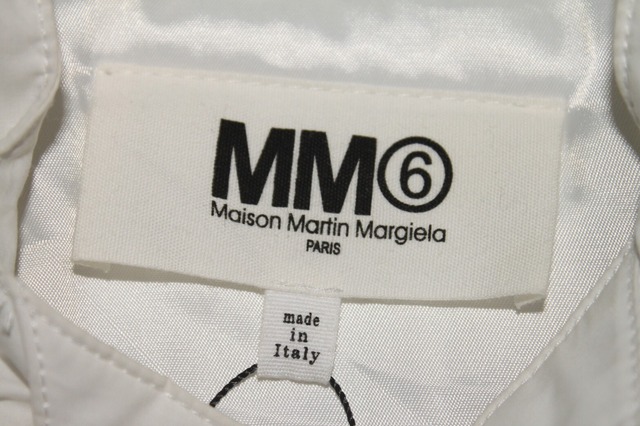 MM⑥
Maison Martin Margiela
PARIS
made
in
Italy